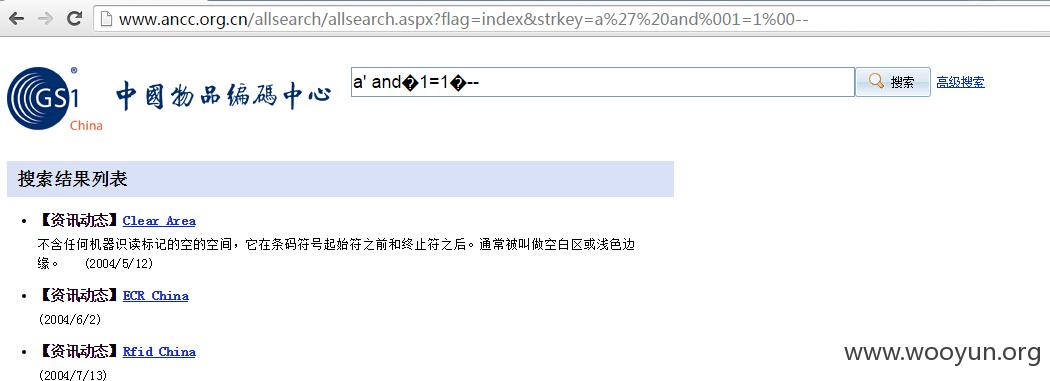 www.ancc.org.cn/allsearch/allsearch.aspx?flag=index&strkey=a%27%20and%001=1%00--
GS1
®
China
中國物品编碼中心
a' and�1=1�--
搜索
高级搜索
搜索结果列表
• 【资讯动态】Clear Area
不含任何机器识读标记的空的空间，它在条码符号起始符之前和终止符之后。通常被叫做空白区或浅色边
缘。 (2004/5/12)
• 【资讯动态】ECR China
(2004/6/2)
• 【资讯动态】Rfid China
(2004/7/13)
www.wooyun.org